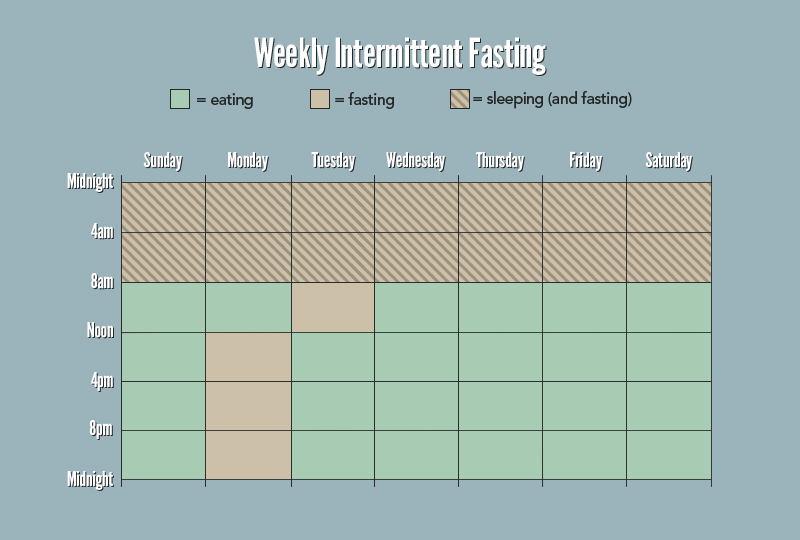 Weekly Intermittent Fasting
= eating = fasting = sleeping (and fasting)
Sunday Monday Tuesday Wednesday Thursday Friday Saturday
Midnight
4am
8am
Noon
4pm
8pm
Midnight